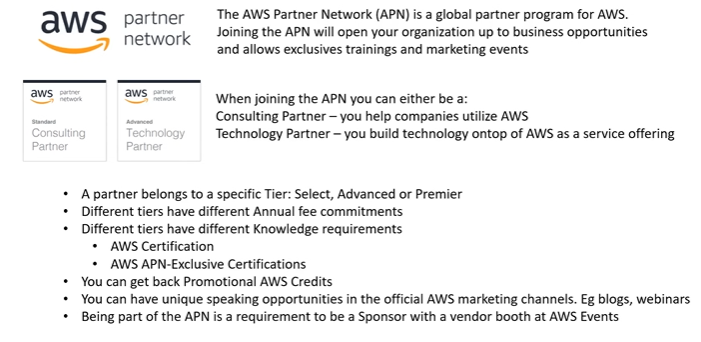 aws partner network
The AWS Partner Network (APN) is a global partner program for AWS.
Joining the APN will open your organization up to business opportunities
and allows exclusives trainings and marketing events
aws partner network
Standard
Consulting
Partner
aws partner network
Advanced
Technology
Partner
When joining the APN you can either be a:
Consulting Partner – you help companies utilize AWS
Technology Partner – you build technology ontop of AWS as a service offering
• A partner belongs to a specific Tier: Select, Advanced or Premier
• Different tiers have different Annual fee commitments
• Different tiers have different Knowledge requirements
• AWS Certification
• AWS APN-Exclusive Certifications
• You can get back Promotional AWS Credits
• You can have unique speaking opportunities in the official AWS marketing channels. Eg blogs, webinars
• Being part of the APN is a requirement to be a Sponsor with a vendor booth at AWS Events